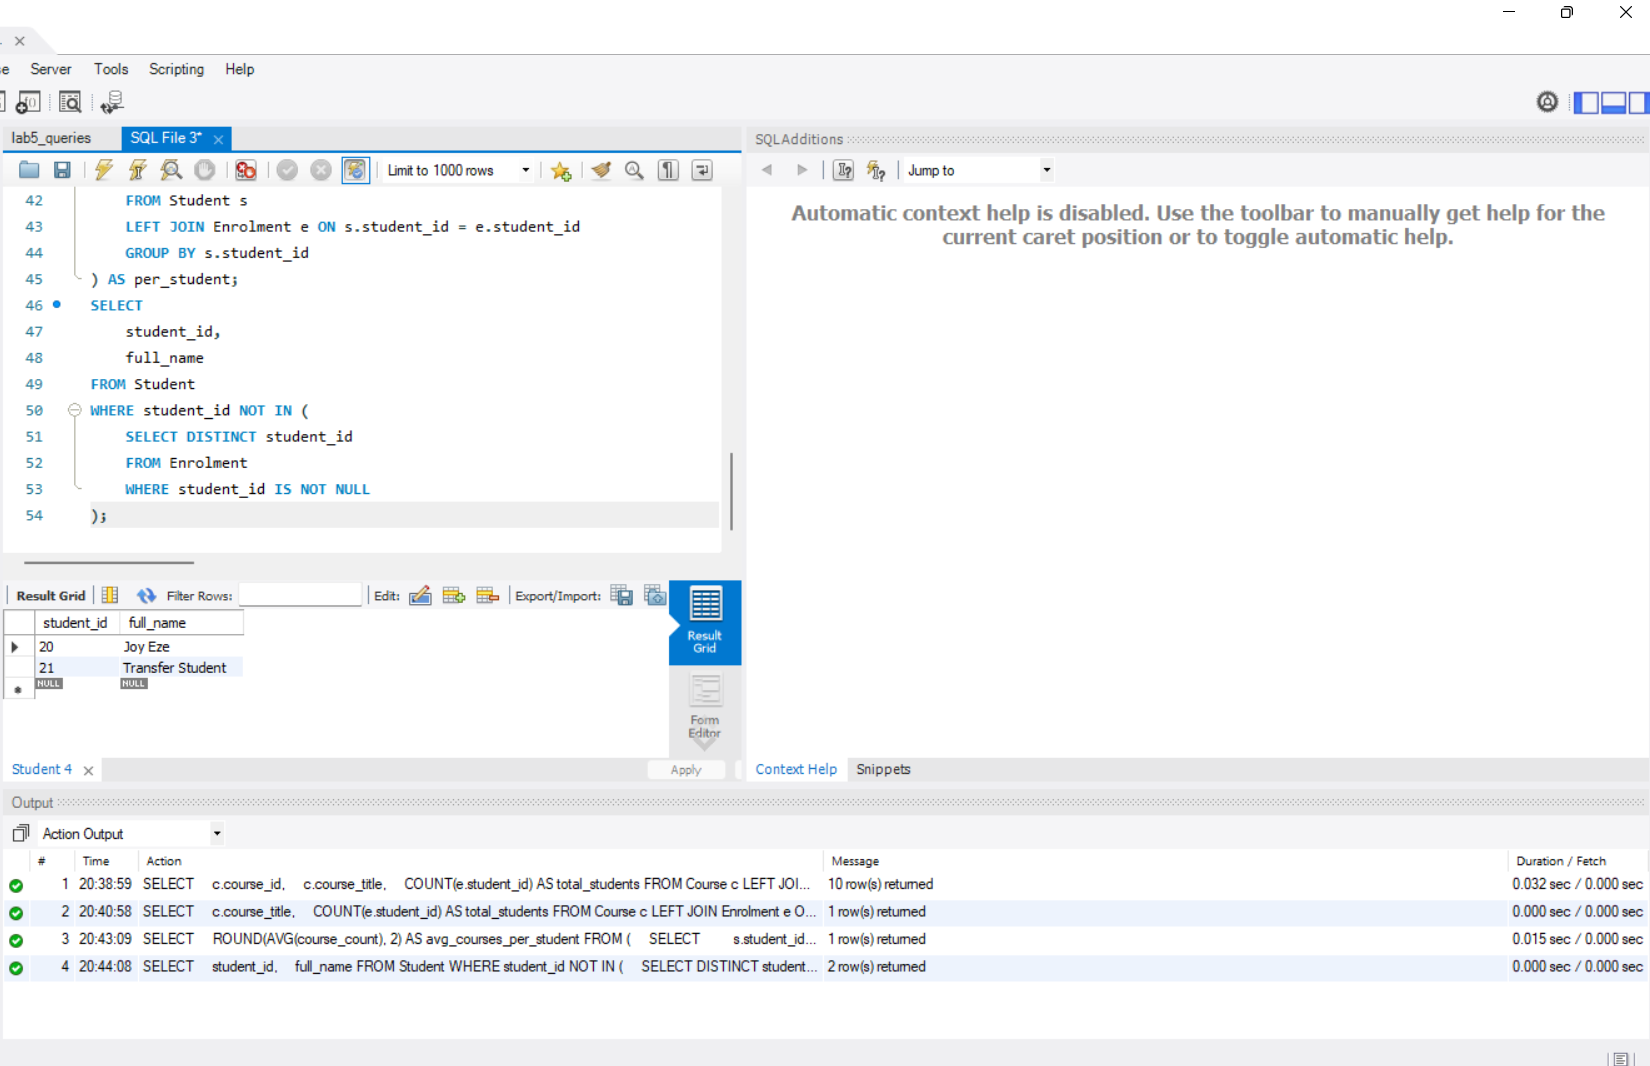 Server Tools Scripting Help
lab5_queries SQL File 3*
Limit to 1000 rows
42 FROM Student s
43 LEFT JOIN Enrolment e ON s.student_id = e.student_id
44 GROUP BY s.student_id
45 ) AS per_student;
46 SELECT
47 student_id,
48 full_name
49 FROM Student
50 WHERE student_id NOT IN (
51 SELECT DISTINCT student_id
52 FROM Enrolment
53 WHERE student_id IS NOT NULL
54 );
SQLAdditions
Jump to
Automatic context help is disabled. Use the toolbar to manually get help for the
current caret position or to toggle automatic help.
Result Grid Filter Rows: Edit: Export/Import:
student_id full_name
20 Joy Eze
21 Transfer Student
NULL NULL
Result
Grid
Form
Editor
Student 4 Apply
Context Help Snippets
Output
Action Output
# Time Action Message Duration / Fetch
1 20:38:59 SELECT c.course_id, c.course_title, COUNT(e.student_id) AS total_students FROM Course c LEFT JOI... 10 row(s) returned 0.032 sec / 0.000 sec
2 20:40:58 SELECT c.course_title, COUNT(e.student_id) AS total_students FROM Course c LEFT JOIN Enrolment e O... 1 row(s) returned 0.000 sec / 0.000 sec
3 20:43:09 SELECT ROUND(AVG(course_count), 2) AS avg_courses_per_student FROM ( SELECT s.student_id... 1 row(s) returned 0.015 sec / 0.000 sec
4 20:44:08 SELECT student_id, full_name FROM Student WHERE student_id NOT IN ( SELECT DISTINCT student... 2 row(s) returned 0.000 sec / 0.000 sec